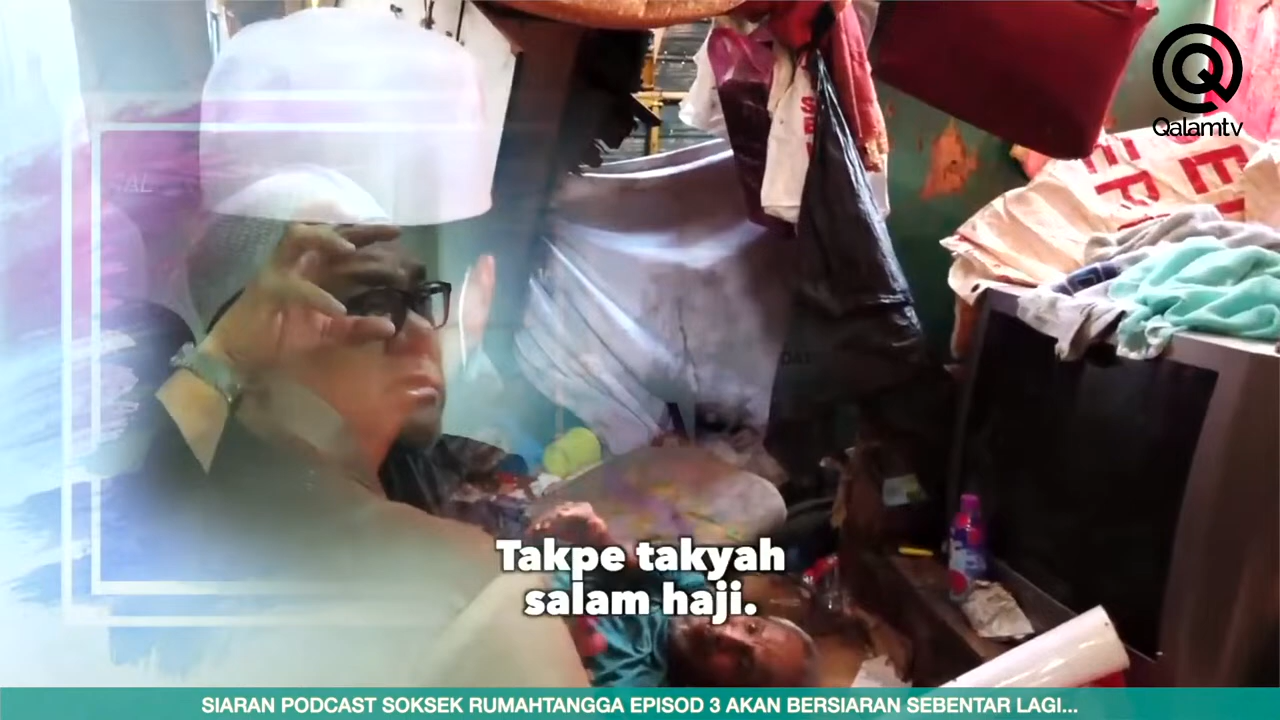 Qalamtv
Takpe takyah
salam haji.
SIARAN PODCAST SOKSEK RUMAHTANGGA EPISOD 3 AKAN BERSIARAN SEBENTAR LAGI...